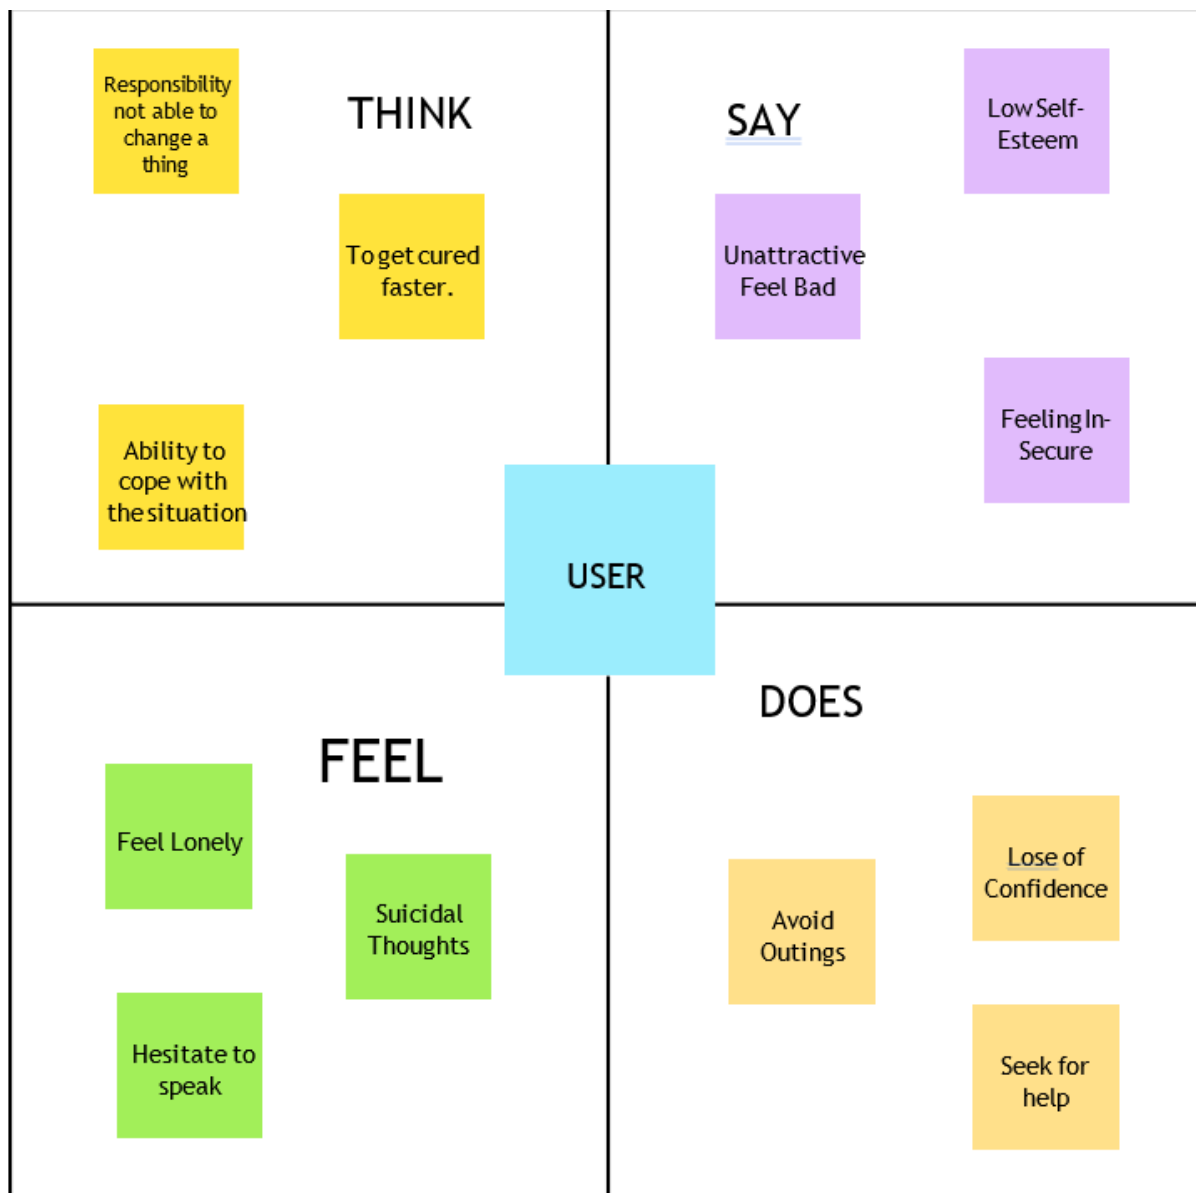 THINK
Responsibility
not able to
change a
thing
To get cured
faster.
Ability to
cope with
the situation
SAY
Low Self-
Esteem
Unattractive
Feel Bad
Feeling In-
Secure
USER
FEEL
Feel Lonely
Suicidal
Thoughts
Hesitate to
speak
DOES
Lose of
Confidence
Avoid
Outings
Seek for
help